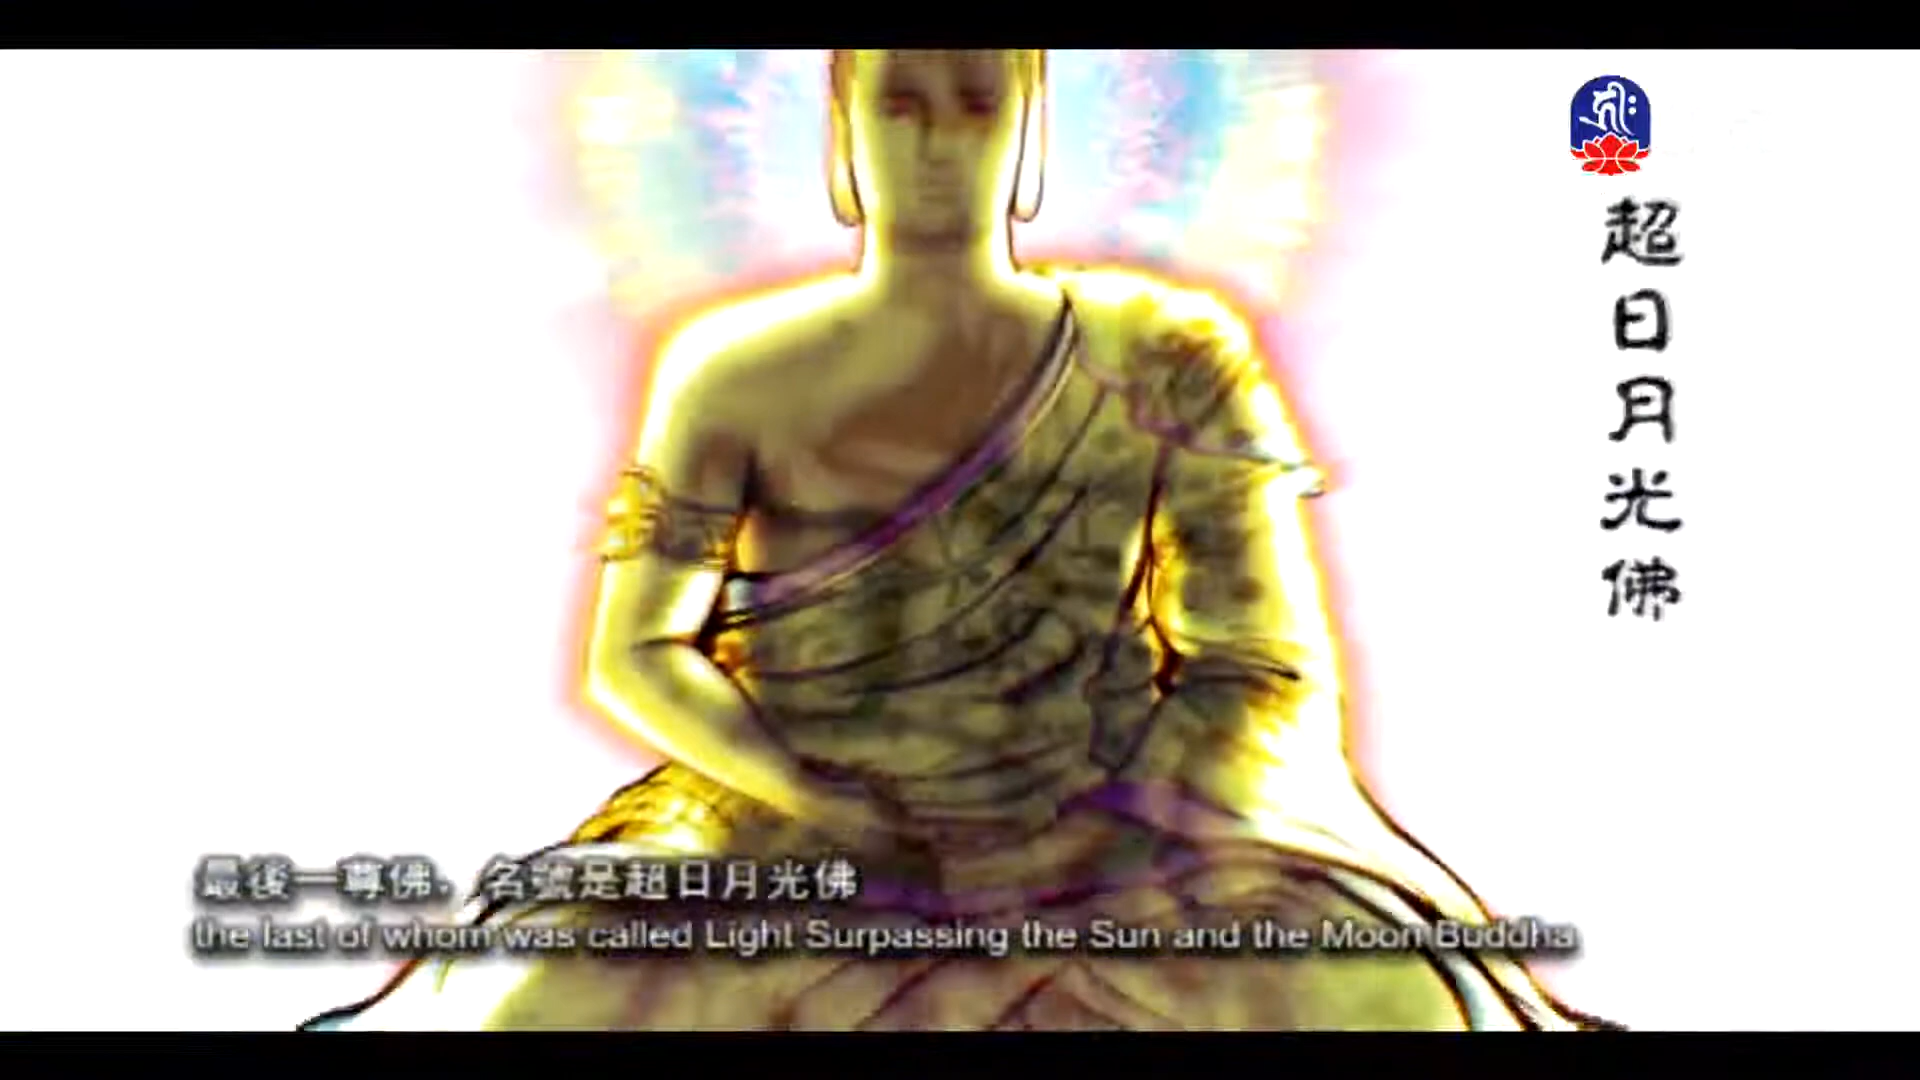 超日月光佛
最後一尊佛，名號是超日月光佛
the last of whom was called Light Surpassing the Sun and the Moon Buddha